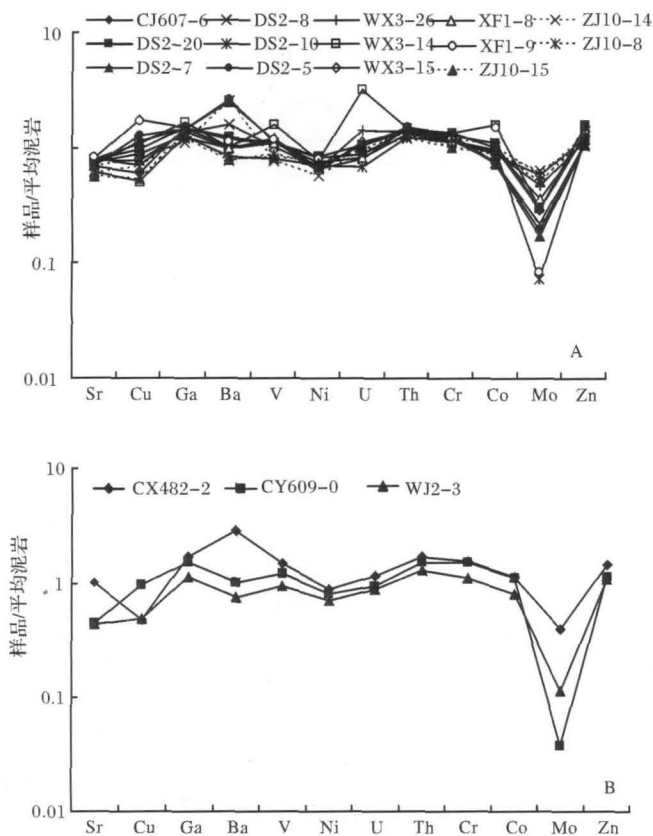 10
CJ607-6 DS2-8 WX3-26 XF1-8 ZJ10-14
DS2-20 DS2-10 WX3-14 XF1-9 ZJ10-8
DS2-7 DS2-5 WX3-15 ZJ10-15
样品/平均泥岩
0.1
0.01
A
Sr Cu Ga Ba V Ni U Th Cr Co Mo Zn
10
CX482-2 CY609-0 WJ2-3
样品/平均泥岩
1
0.1
0.01
B
Sr Cu Ga Ba V Ni U Th Cr Co Mo Zn